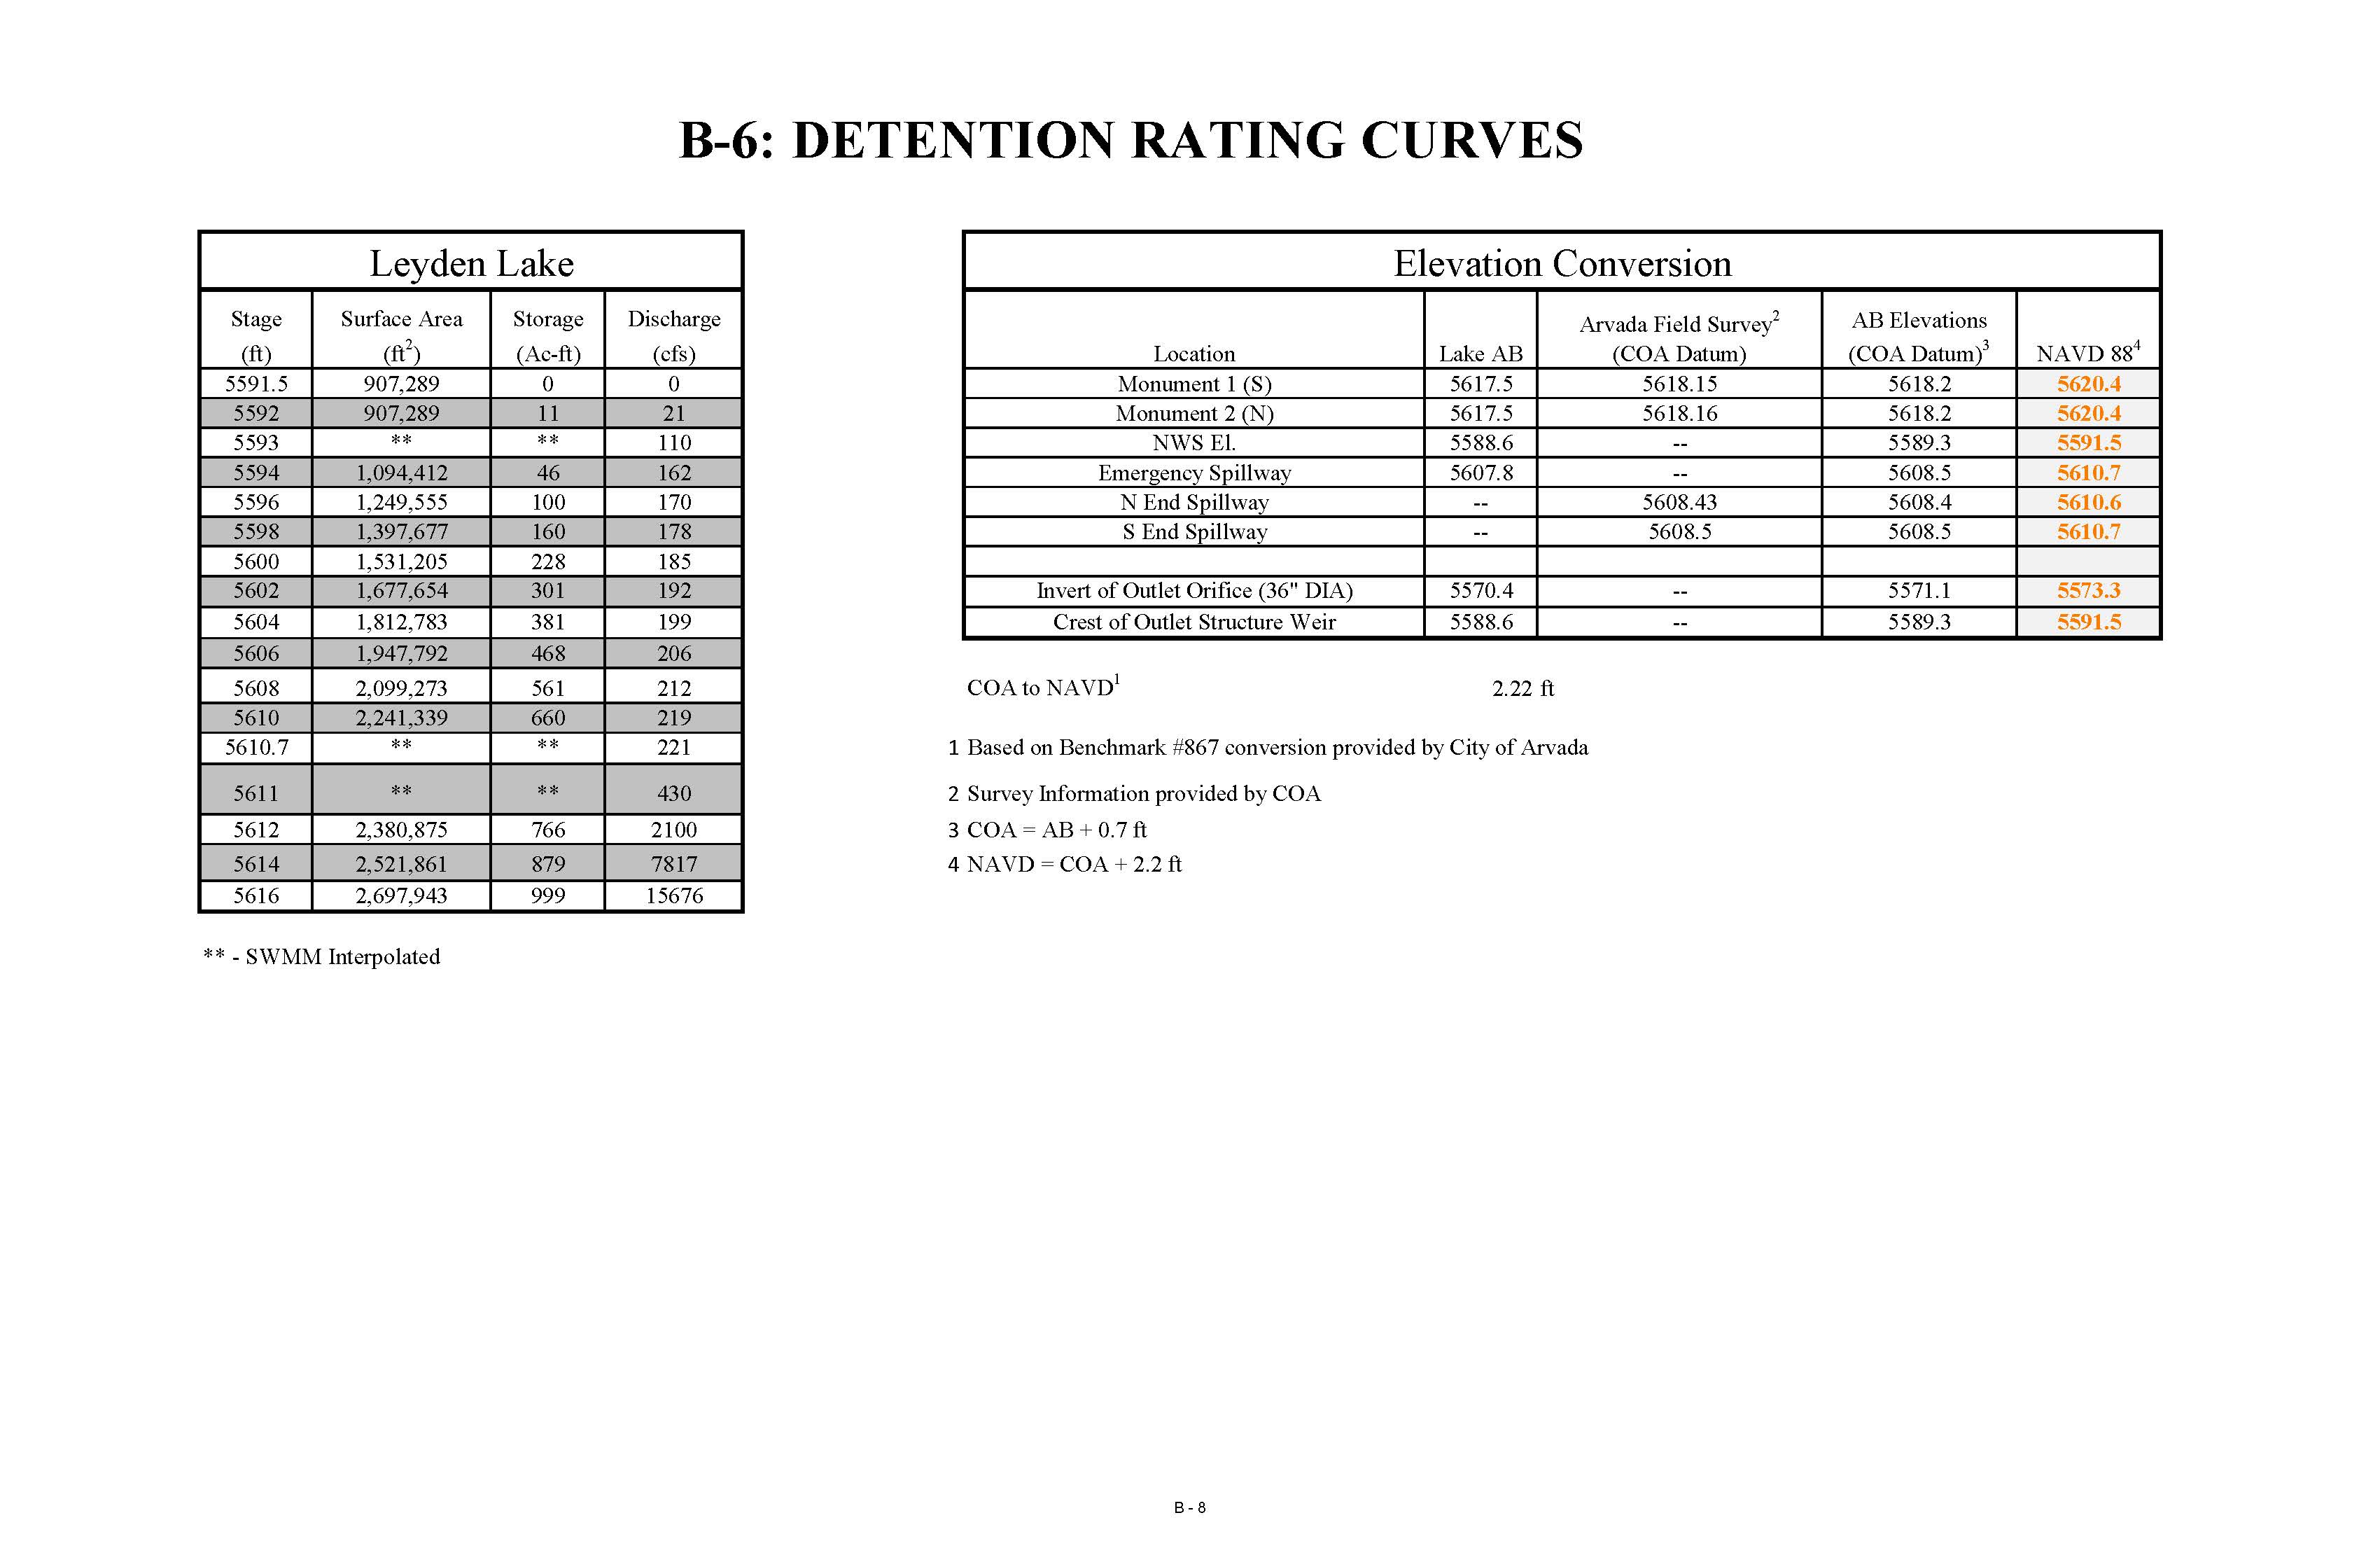 B-6: DETENTION RATING CURVES
Leyden Lake
Stage (ft) Surface Area (ft2) Storage (Ac-ft) Discharge (cfs)
5591.5 907,289 0 0
5592 907,289 11 21
5593 ** ** 110
5594 1,094,412 46 162
5596 1,249,555 100 170
5598 1,397,677 160 178
5600 1,531,205 228 185
5602 1,677,654 301 192
5604 1,812,783 381 199
5606 1,947,792 468 206
5608 2,099,273 561 212
5610 2,241,339 660 219
5610.7 ** ** 221
5611 ** ** 430
5612 2,380,875 766 2100
5614 2,521,861 879 7817
5616 2,697,943 999 15676
** - SWMM Interpolated
Elevation Conversion
Location Lake AB Arvada Field Survey2 (COA Datum) AB Elevations (COA Datum)3 NAVD 884
Monument 1 (S) 5617.5 5618.15 5618.2 5620.4
Monument 2 (N) 5617.5 5618.16 5618.2 5620.4
NWS El. 5588.6 -- 5589.3 5591.5
Emergency Spillway 5607.8 -- 5608.5 5610.7
N End Spillway -- 5608.43 5608.4 5610.6
S End Spillway -- 5608.5 5608.5 5610.7
Invert of Outlet Orifice (36" DIA) 5570.4 -- 5571.1 5573.3
Crest of Outlet Structure Weir 5588.6 -- 5589.3 5591.5
COA to NAVD1 2.22 ft
1 Based on Benchmark #867 conversion provided by City of Arvada
2 Survey Information provided by COA
3 COA = AB + 0.7 ft
4 NAVD = COA + 2.2 ft
B - 8